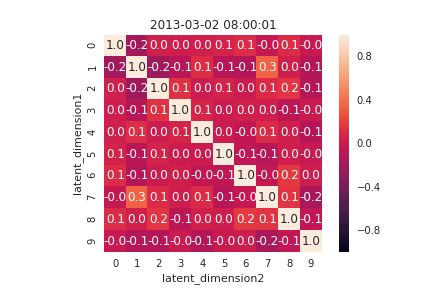 2013-03-02 08:00:01
latent_dimension1
0 1.0 -0.2 0.0 0.0 0.0 0.1 0.1 -0.0 0.1 -0.0
1 -0.2 1.0 -0.2 -0.1 0.1 -0.1 -0.1 0.3 0.0 -0.1
2 0.0 -0.2 1.0 0.1 0.0 0.1 0.0 0.1 0.2 -0.1
3 0.0 -0.1 0.1 1.0 0.1 0.0 0.0 0.0 -0.1 -0.0
4 0.0 0.1 0.0 0.1 1.0 0.0 -0.0 0.1 0.0 -0.1
5 0.1 -0.1 0.1 0.0 0.0 1.0 -0.1 -0.1 0.0 0.0
6 0.1 -0.1 0.0 0.0 -0.0 -0.1 1.0 -0.0 0.2 0.0
7 -0.0 0.3 0.1 0.0 0.1 -0.1 -0.0 1.0 0.1 -0.2
8 0.1 0.0 0.2 -0.1 0.0 0.0 0.2 0.1 1.0 -0.1
9 -0.0 -0.1 -0.1 -0.0 -0.1 0.0 0.0 -0.2 -0.1 1.0
0 1 2 3 4 5 6 7 8 9
latent_dimension2
0.8
0.4
0.0
−0.4
−0.8